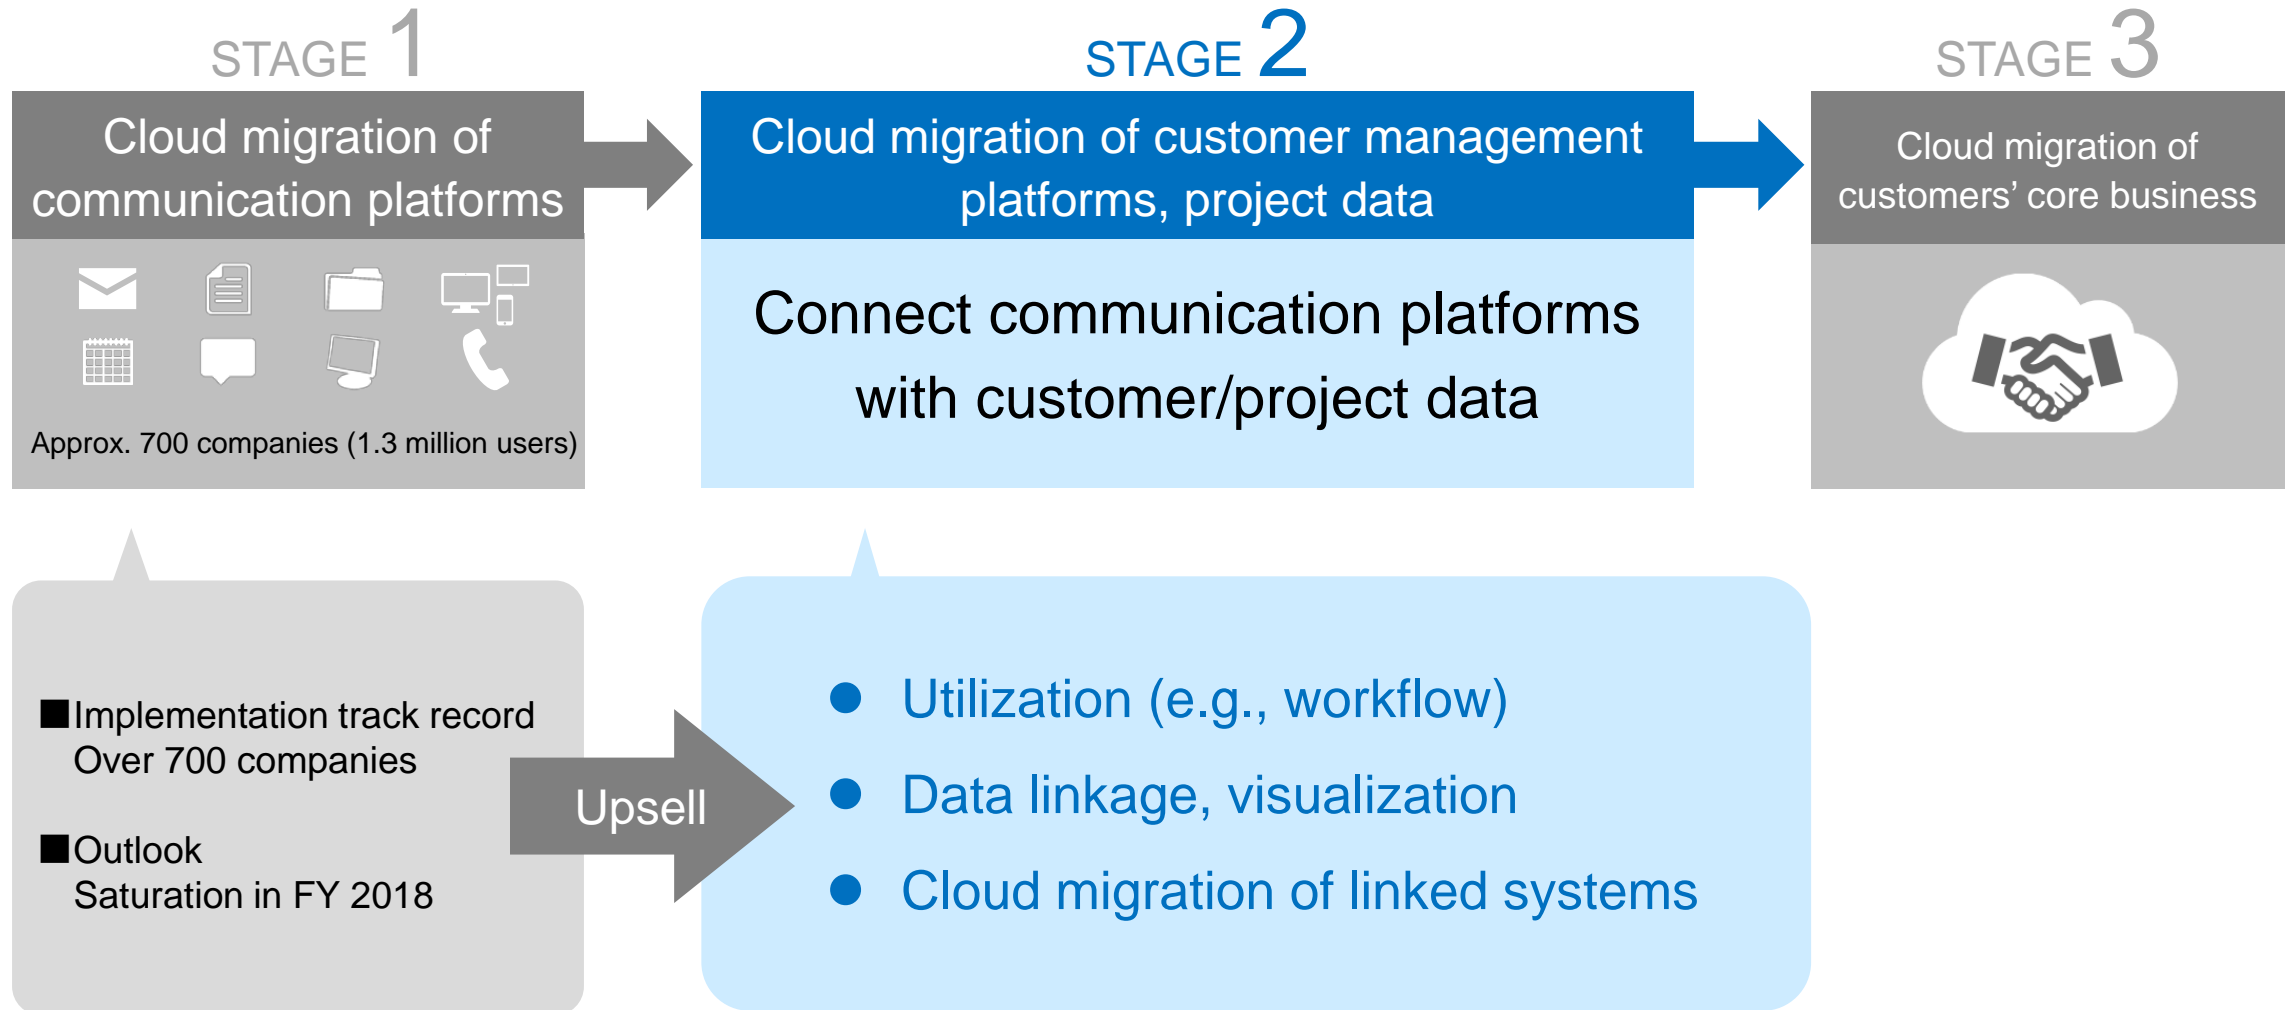 STAGE 1
Cloud migration of
communication platforms
Approx. 700 companies (1.3 million users)
STAGE 2
Cloud migration of customer management
platforms, project data
Connect communication platforms
with customer/project data
STAGE 3
Cloud migration of
customers’ core business
■Implementation track record
Over 700 companies
■Outlook
Saturation in FY 2018
Upsell
● Utilization (e.g., workflow)
● Data linkage, visualization
● Cloud migration of linked systems